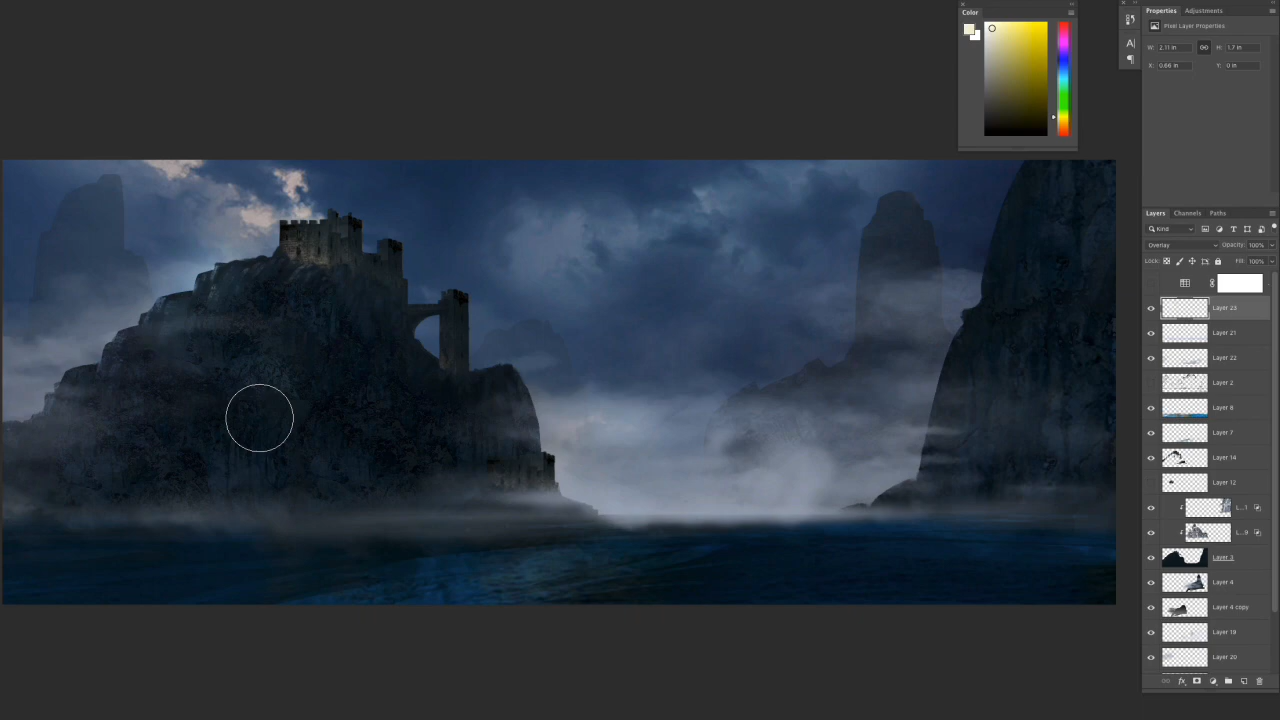 Color
Properties Adjustments
Pixel Layer Properties
W: 2.11 in H: 1.7 in
X: 0.66 in Y: 0 in
A|
¶
Layers Channels Paths
Kind T
Overlay Opacity: 100%
Lock: Fill: 100%
Layer 23
Layer 21
Layer 22
Layer 2
Layer 8
Layer 7
Layer 14
Layer 12
L...1
L...9
Layer 3
Layer 4
Layer 4 copy
Layer 19
Layer 20
fx